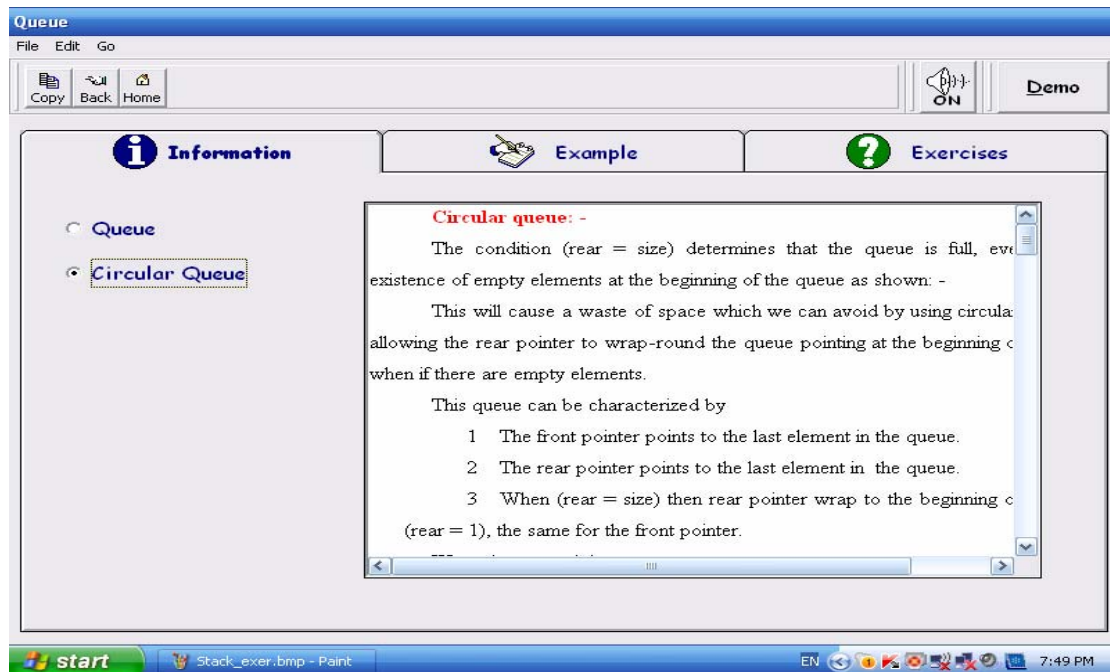 Queue
File Edit Go
Copy Back Home
ON
Demo
Information
Example
Exercises
Queue
Circular Queue
Circular queue: -
The condition (rear = size) determines that the queue is full, eve
existence of empty elements at the beginning of the queue as shown: -
This will cause a waste of space which we can avoid by using circula
allowing the rear pointer to wrap-round the queue pointing at the beginning
when if there are empty elements.
This queue can be characterized by
1 The front pointer points to the last element in the queue.
2 The rear pointer points to the last element in the queue.
3 When (rear = size) then rear pointer wrap to the beginning
(rear = 1), the same for the front pointer.
start
Stack_exer.bmp - Paint
EN
7:49 PM